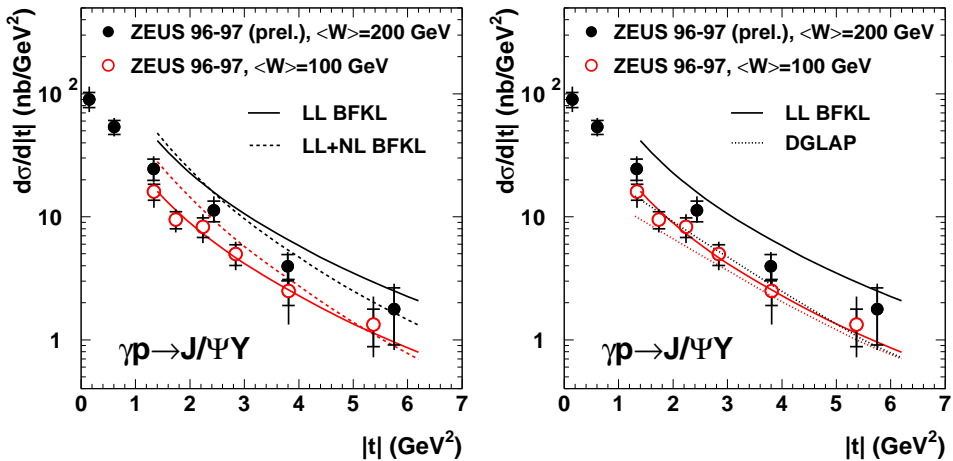 dσ/d|t| (nb/GeV²)
ZEUS 96-97 (prel.), <W>=200 GeV
ZEUS 96-97, <W>=100 GeV
LL BFKL
LL+NL BFKL
10²
10
1
γp→J/ΨY
0 1 2 3 4 5 6 7
|t| (GeV²)
dσ/d|t| (nb/GeV²)
ZEUS 96-97 (prel.), <W>=200 GeV
ZEUS 96-97, <W>=100 GeV
LL BFKL
DGLAP
10²
10
1
γp→J/ΨY
0 1 2 3 4 5 6 7
|t| (GeV²)